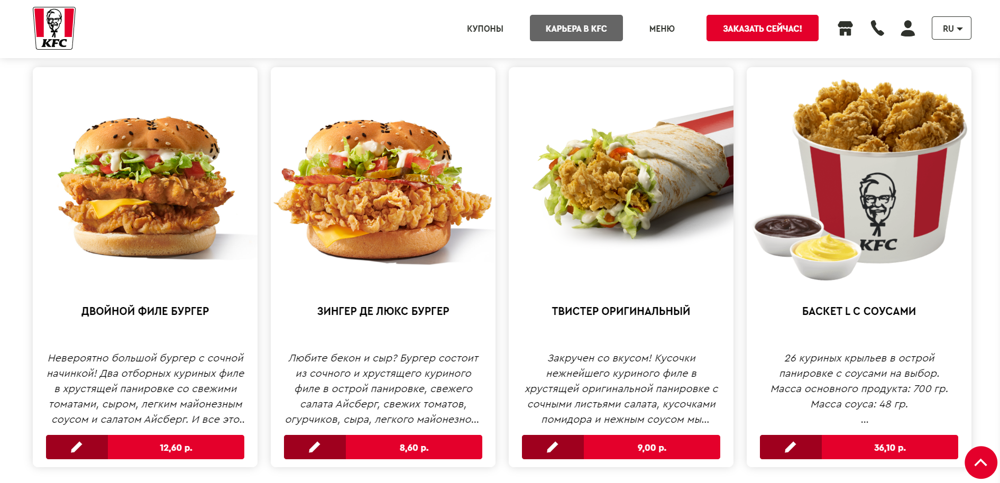 KFC
КУПОНЫ
КАРЬЕРА В KFC
МЕНЮ
ЗАКАЗАТЬ СЕЙЧАС!
RU
KFC
ДВОЙНОЙ ФИЛЕ БУРГЕР
Невероятно большой бургер с сочной
начинкой! Два отборных куриных филе
в хрустящей панировке со свежими
томатами, сыром, легким майонезным
соусом и салатом Айсберг. И все это..
12,60 р.
ЗИНГЕР ДЕ ЛЮКС БУРГЕР
Любите бекон и сыр? Бургер состоит
из сочного и хрустящего куриного
филе в острой панировке, свежего
салата Айсберг, свежих томатов,
огурчиков, сыра, легкого майонезно...
8,60 р.
ТВИСТЕР ОРИГИНАЛЬНЫЙ
Закручен со вкусом! Кусочки
нежнейшего куриного филе в
хрустящей оригинальной панировке с
сочными листьями салата, кусочками
помидора и нежным соусом мы...
9,00 р.
БАСКЕТ L С СОУСАМИ
26 куриных крыльев в острой
панировке с соусами на выбор.
Масса основного продукта: 700 гр.
Масса соуса: 48 гр.
...
36,10 р.